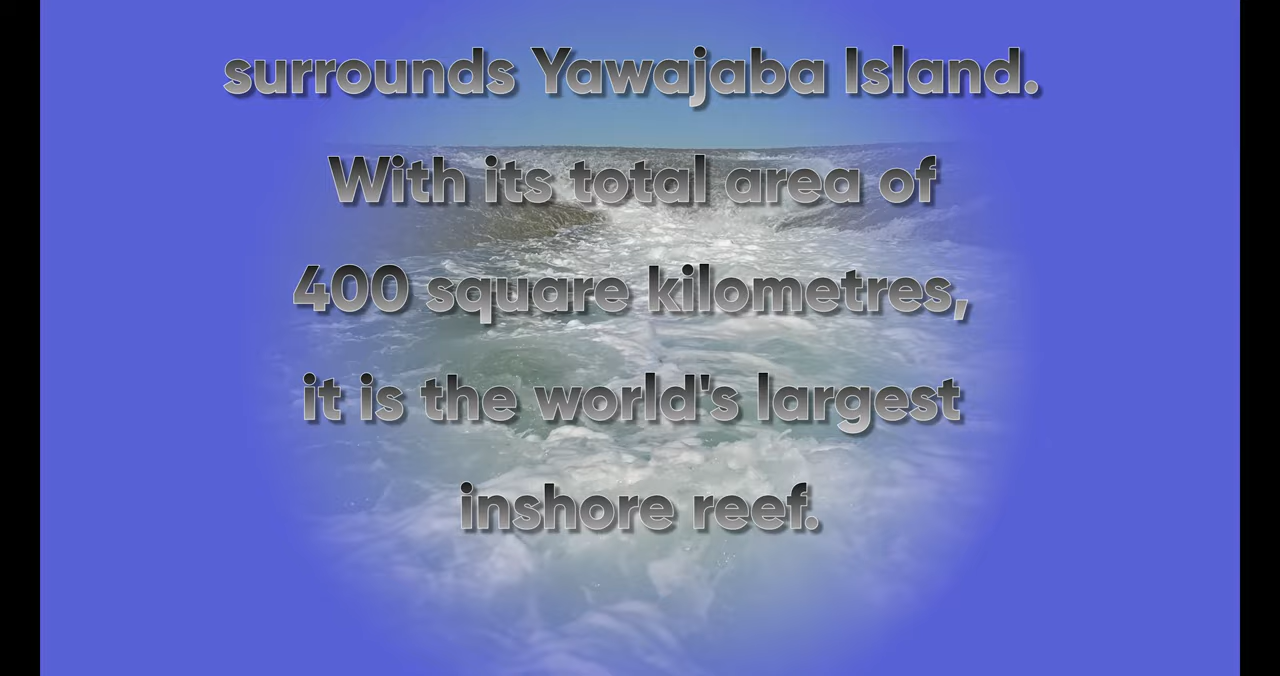 surrounds Yawajaba Island.
With its total area of
400 square kilometres,
it is the world's largest
inshore reef.